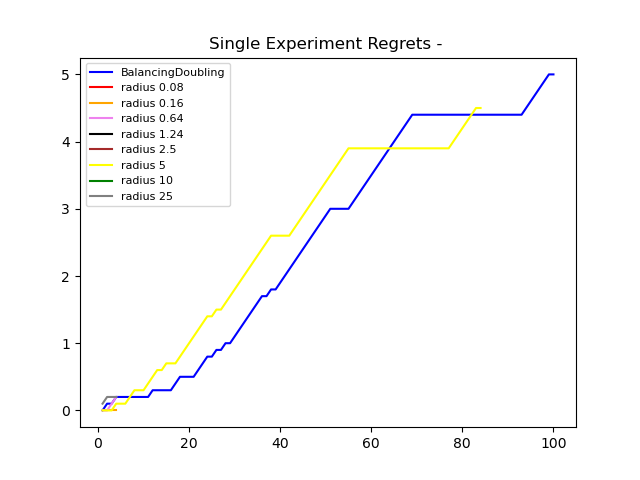 Single Experiment Regrets -
BalancingDoubling
radius 0.08
radius 0.16
radius 0.64
radius 1.24
radius 2.5
radius 5
radius 10
radius 25
5
4
3
2
1
0
0 20 40 60 80 100